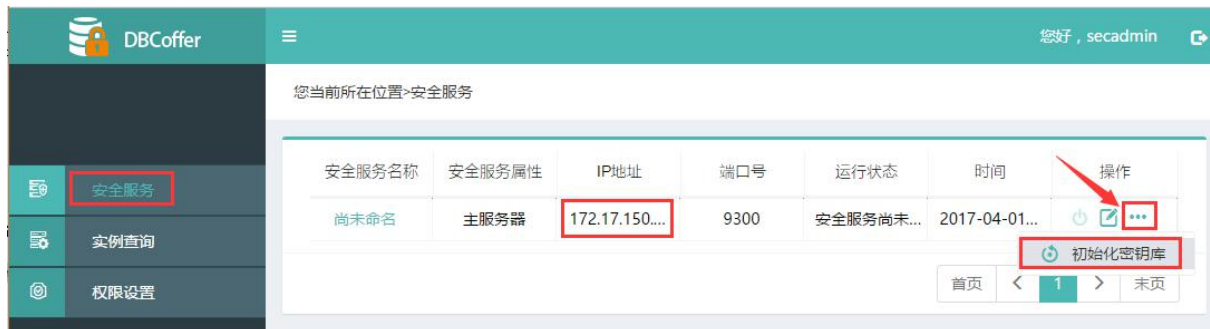 DBCoffer
您好，secadmin
您当前所在位置>安全服务
安全服务
实例查询
权限设置
安全服务名称 安全服务属性 IP地址 端口号 运行状态 时间 操作
尚未命名 主服务器 172.17.150.... 9300 安全服务尚未... 2017-04-01...
初始化密钥库
首页 < 1 > 末页